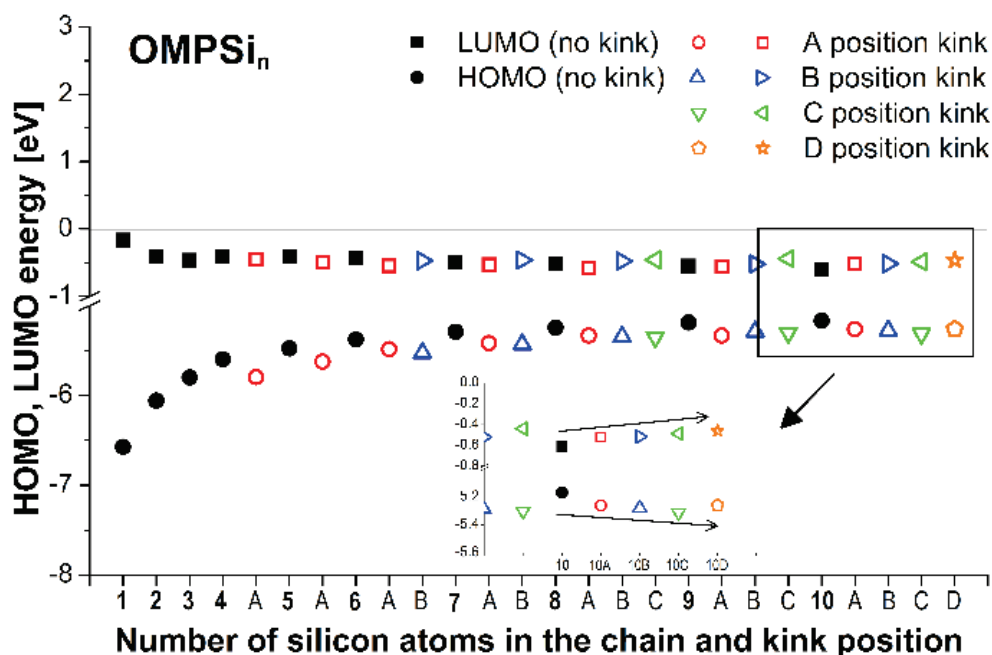 OMPSiₙ
LUMO (no kink)
HOMO (no kink)
A position kink
B position kink
C position kink
D position kink
HOMO, LUMO energy [eV]
3
2
1
0
-1
-6
-7
-8
0.0
-0.2
-0.4
-0.6
-0.8
5.2
-5.4
-5.6
10 10A 10B 10C 10D
1 2 3 4 A 5 A 6 A B 7 A B 8 A B C 9 A B C 10 A B C D
Number of silicon atoms in the chain and kink position